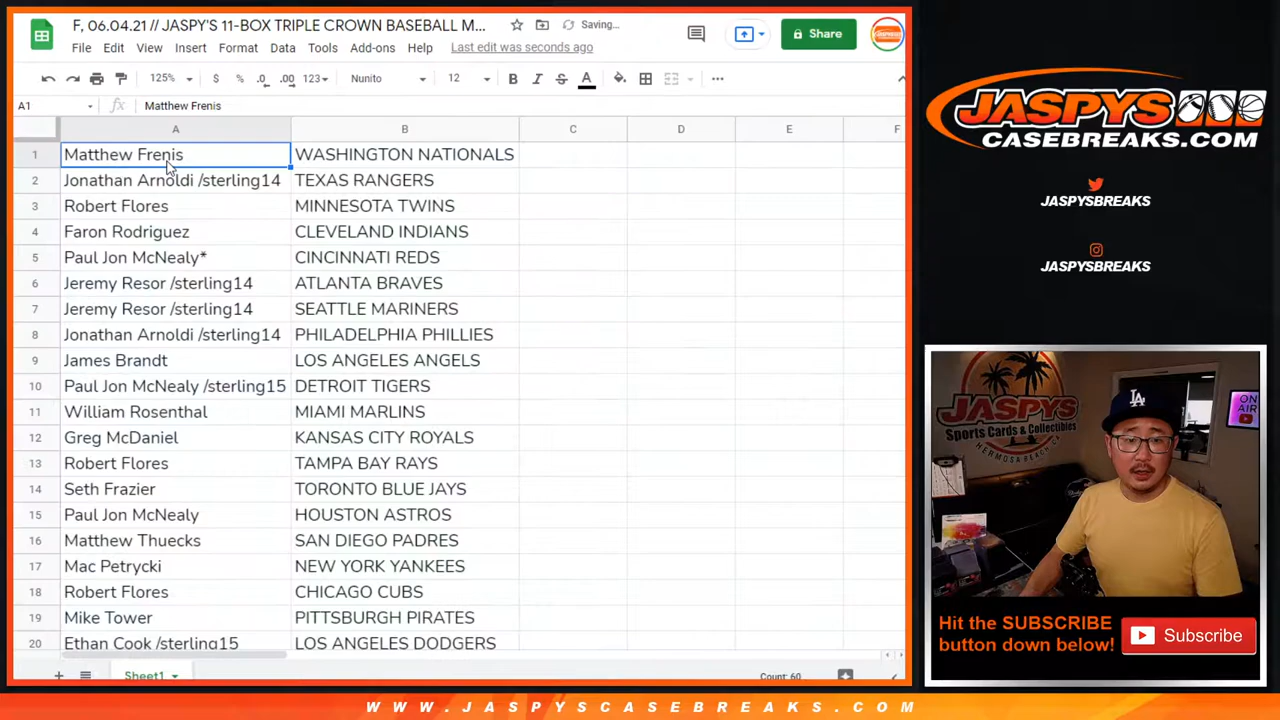 F, 06.04.21 // JASPY'S 11-BOX TRIPLE CROWN BASEBALL M... Saving...
File Edit View Insert Format Data Tools Add-ons Help Last edit was seconds ago
Share
125% $ % .0 .00 123 Nunito 12 B I S A
A1 fx Matthew Frenis
A B C D E F
1 Matthew Frenis WASHINGTON NATIONALS
2 Jonathan Arnoldi /sterling14 TEXAS RANGERS
3 Robert Flores MINNESOTA TWINS
4 Faron Rodriguez CLEVELAND INDIANS
5 Paul Jon McNealy* CINCINNATI REDS
6 Jeremy Resor /sterling14 ATLANTA BRAVES
7 Jeremy Resor /sterling14 SEATTLE MARINERS
8 Jonathan Arnoldi /sterling14 PHILADELPHIA PHILLIES
9 James Brandt LOS ANGELES ANGELS
10 Paul Jon McNealy /sterling15 DETROIT TIGERS
11 William Rosenthal MIAMI MARLINS
12 Greg McDaniel KANSAS CITY ROYALS
13 Robert Flores TAMPA BAY RAYS
14 Seth Frazier TORONTO BLUE JAYS
15 Paul Jon McNealy HOUSTON ASTROS
16 Matthew Thuecks SAN DIEGO PADRES
17 Mac Petrycki NEW YORK YANKEES
18 Robert Flores CHICAGO CUBS
19 Mike Tower PITTSBURGH PIRATES
20 Ethan Cook /sterling15 LOS ANGELES DODGERS
Sheet1
Count: 60
JASPYS
CASEBREAKS.COM
JASPYSBREAKS
JASPYSBREAKS
JASPYS
Sports Cards & Collectibles
HERMOSA BEACH, CA
LA
ON
AIR
Hit the SUBSCRIBE
button down below!
Subscribe
WWW.JASPYSCASEBREAKS.COM